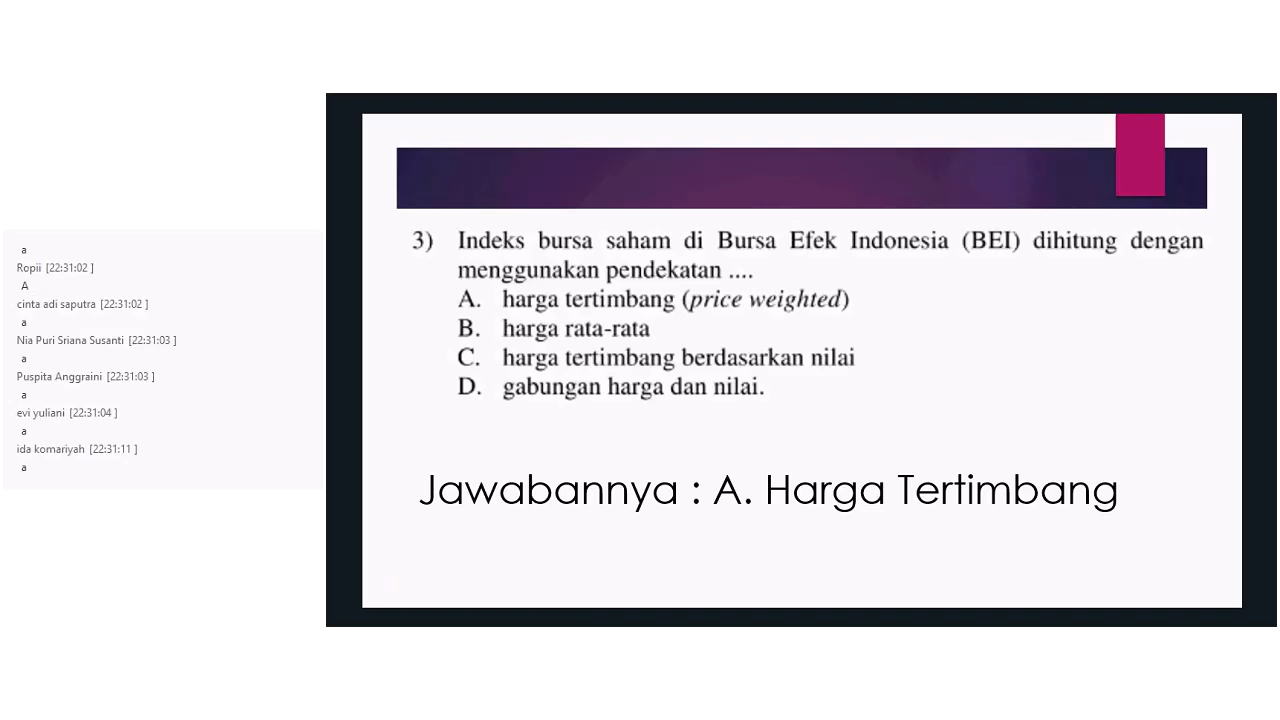 a
Ropii [22:31:02 ]
A
cinta adi saputra [22:31:02 ]
a
Nia Puri Sriana Susanti [22:31:03 ]
a
Puspita Anggraini [22:31:03 ]
a
evi yuliani [22:31:04 ]
a
ida komariyah [22:31:11 ]
a
3) Indeks bursa saham di Bursa Efek Indonesia (BEI) dihitung dengan
menggunakan pendekatan ....
A. harga tertimbang (price weighted)
B. harga rata-rata
C. harga tertimbang berdasarkan nilai
D. gabungan harga dan nilai.
Jawabannya : A. Harga Tertimbang